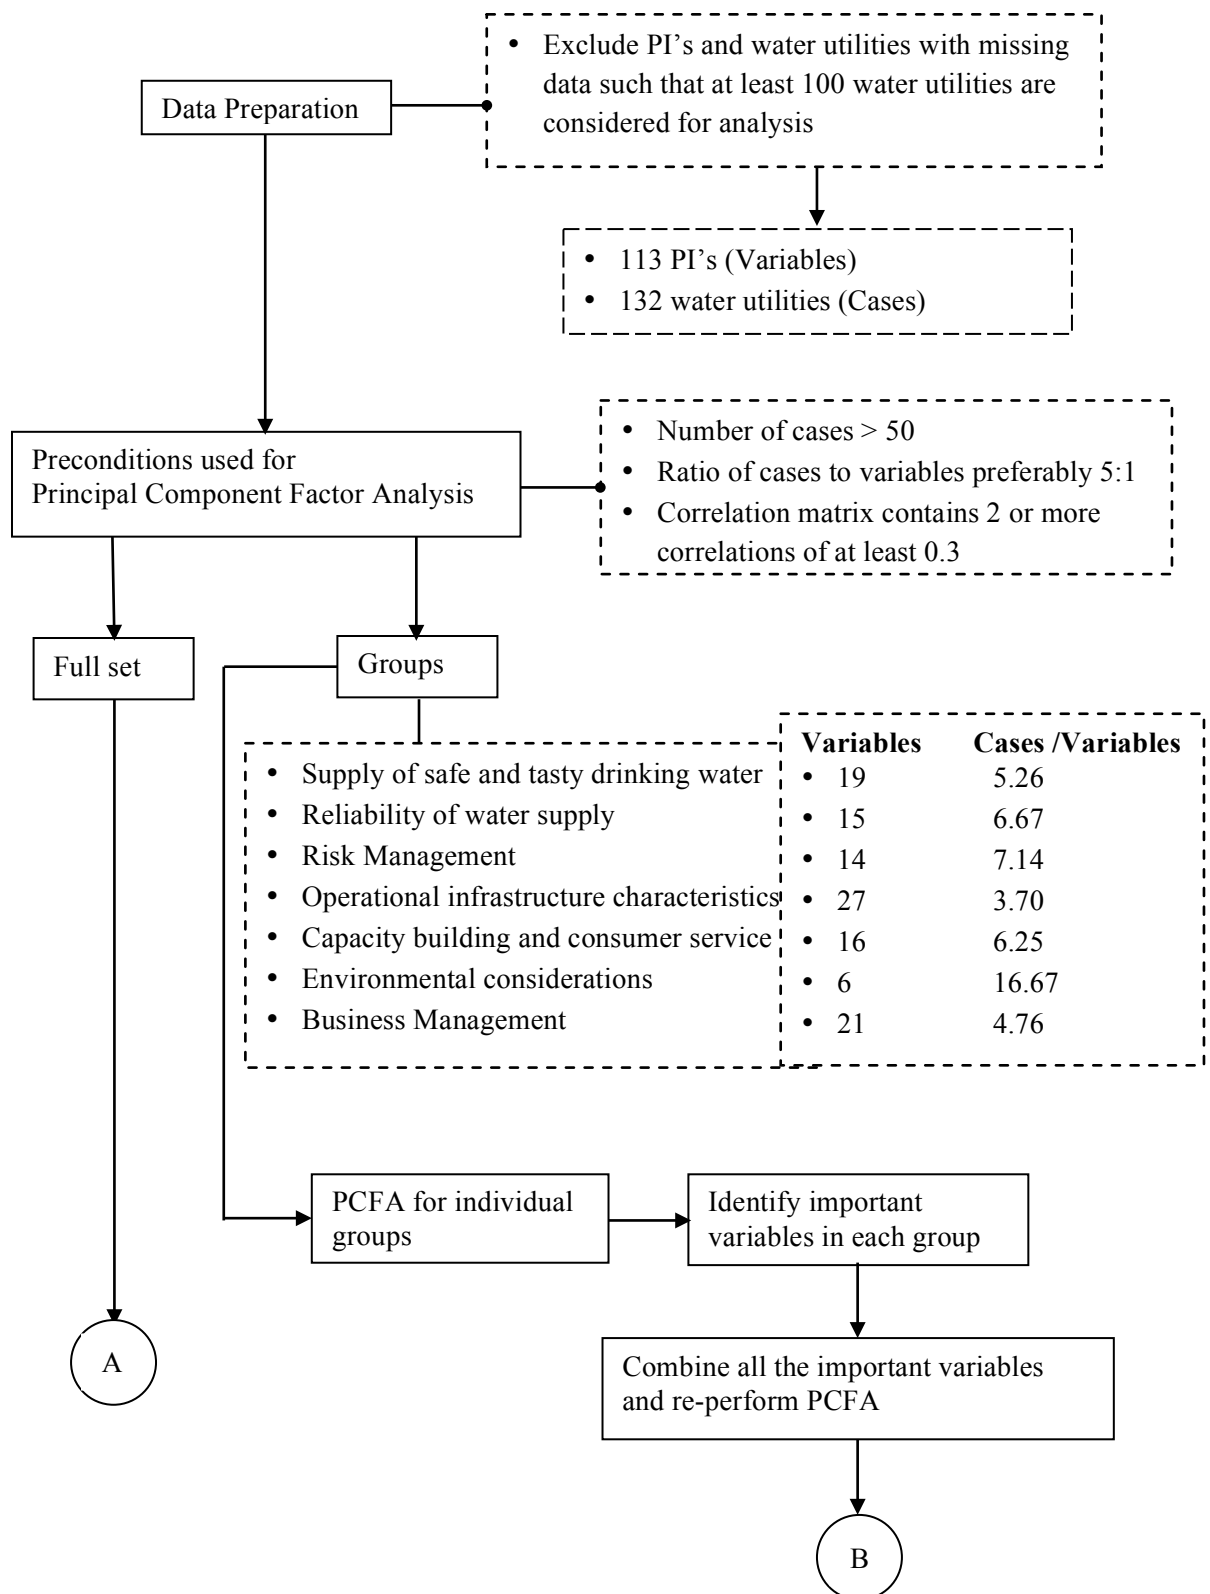 • Exclude PI's and water utilities with missing
data such that at least 100 water utilities are
considered for analysis
Data Preparation
• 113 PI's (Variables)
• 132 water utilities (Cases)
Preconditions used for
Principal Component Factor Analysis
• Number of cases > 50
• Ratio of cases to variables preferably 5:1
• Correlation matrix contains 2 or more
correlations of at least 0.3
Full set
Groups
Variables Cases /Variables
• Supply of safe and tasty drinking water • 19 5.26
• Reliability of water supply • 15 6.67
• Risk Management • 14 7.14
• Operational infrastructure characteristics • 27 3.70
• Capacity building and consumer service • 16 6.25
• Environmental considerations • 6 16.67
• Business Management • 21 4.76
PCFA for individual
groups
Identify important
variables in each group
Combine all the important variables
and re-perform PCFA
A
B